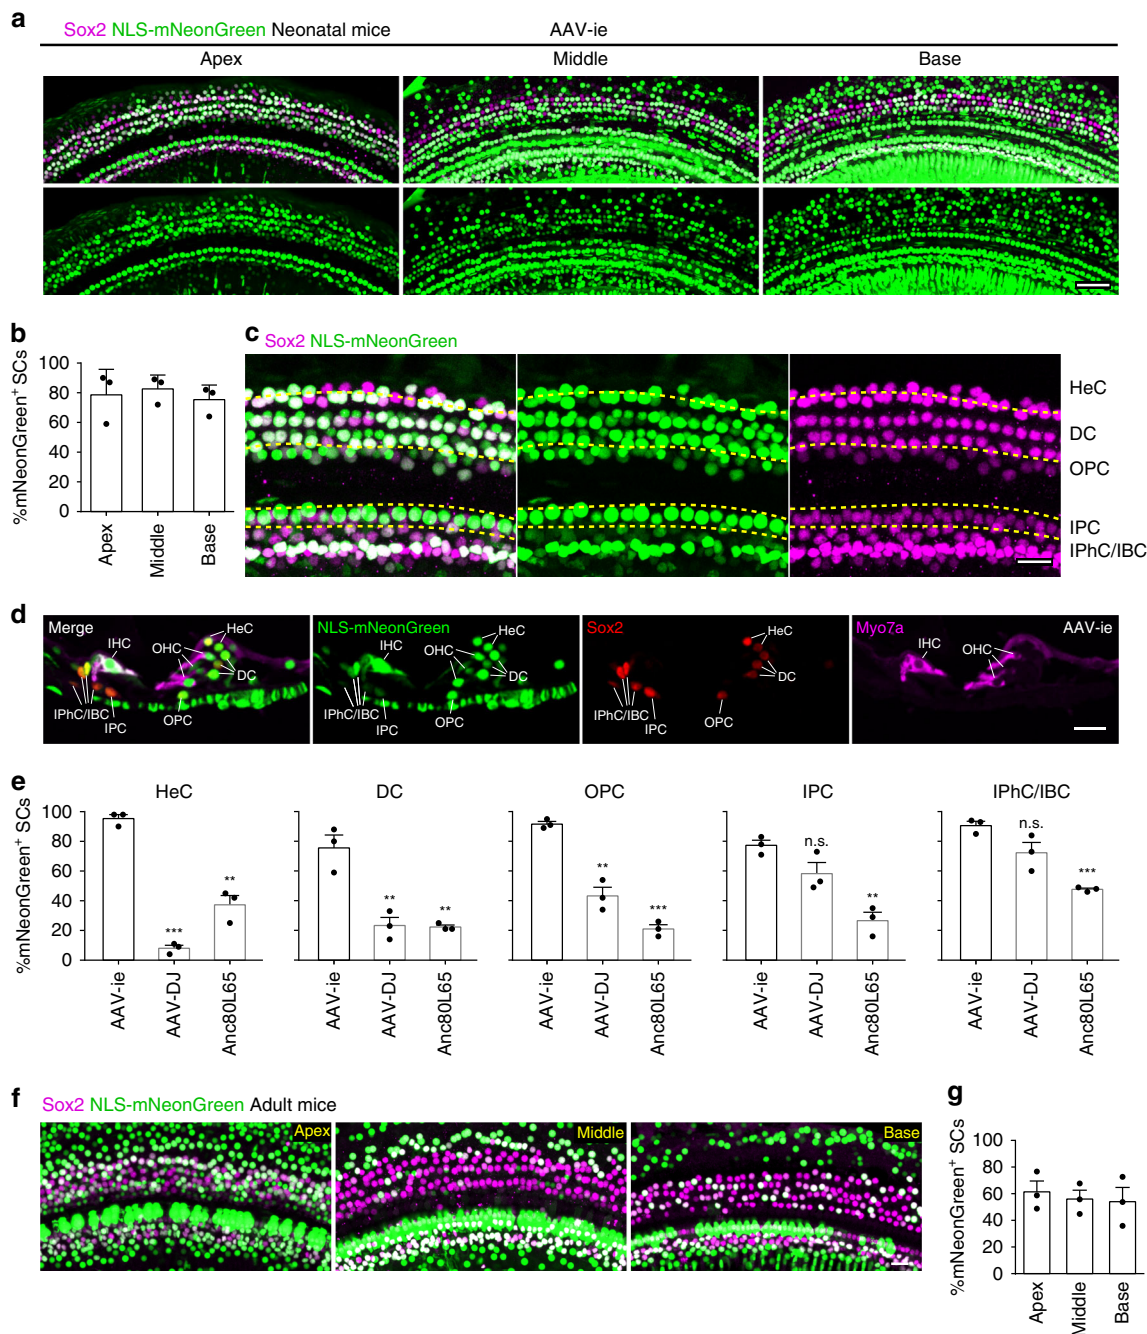 a
Sox2 NLS-mNeonGreen Neonatal mice AAV-ie
Apex Middle Base
b
%mNeonGreen+ SCs
100
80
60
40
20
0
Apex Middle Base
c
Sox2 NLS-mNeonGreen
HeC
DC
OPC
IPC
IPhC/IBC
d
Merge
HeC
IHC
OHC
DC
IPhC/IBC
OPC
IPC
NLS-mNeonGreen
HeC
IHC
OHC
DC
IPhC/IBC
OPC
IPC
Sox2
HeC
DC
IPhC/IBC
OPC
IPC
Myo7a AAV-ie
IHC
OHC
e
%mNeonGreen+ SCs
100
80
60
40
20
0
HeC
***
**
AAV-ie AAV-DJ Anc80L65
DC
**
**
AAV-ie AAV-DJ Anc80L65
OPC
**
***
AAV-ie AAV-DJ Anc80L65
IPC
n.s.
**
AAV-ie AAV-DJ Anc80L65
IPhC/IBC
n.s.
***
AAV-ie AAV-DJ Anc80L65
f
Sox2 NLS-mNeonGreen Adult mice
Apex Middle Base
g
%mNeonGreen+ SCs
100
80
60
40
20
0
Apex Middle Base